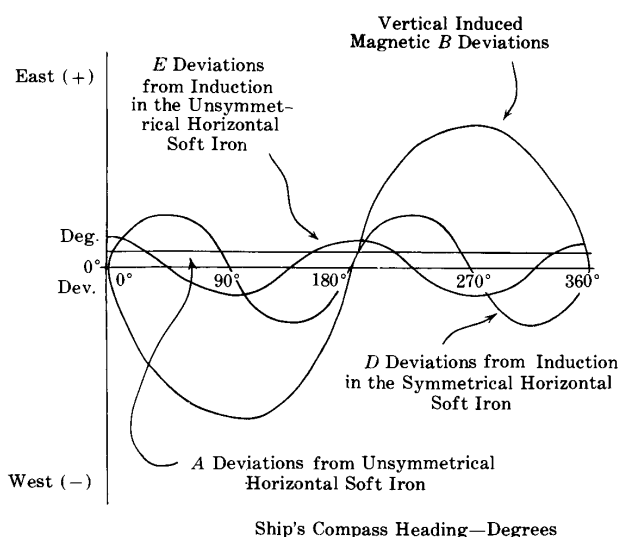 Vertical Induced
Magnetic B Deviations
East (+)
E Deviations
from Induction
in the Unsymmet-
rical Horizontal
Soft Iron
Deg.
0°
Dev.
0°
90°
180°
270°
360°
D Deviations from Induction
in the Symmetrical Horizontal
Soft Iron
A Deviations from Unsymmetrical
Horizontal Soft Iron
West (−)
Ship's Compass Heading—Degrees